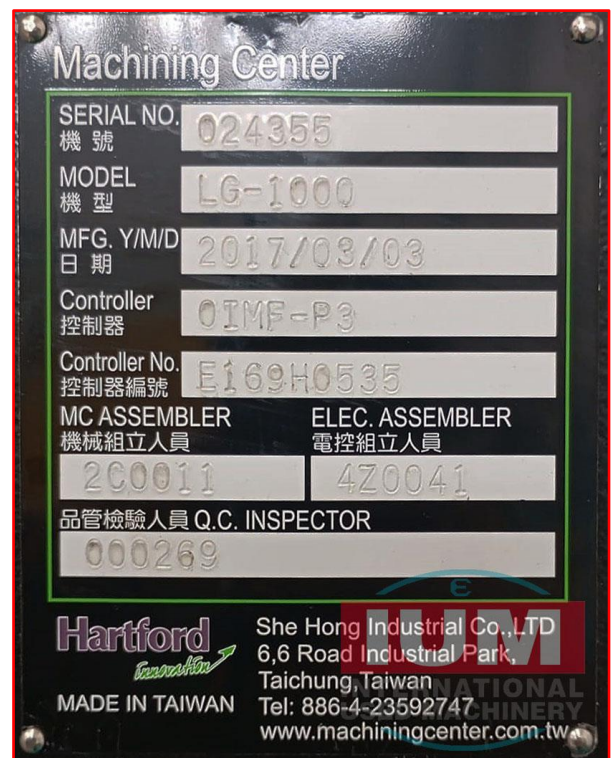 Machining Center
SERIAL NO. 024355
機號
MODEL LG-1000
機型
MFG. Y/M/D 2017/03/03
日期
Controller 0IMF-P3
控制器
Controller No. E169H0535
控制器編號
MC ASSEMBLER ELEC. ASSEMBLER
機械組立人員 電控組立人員
2C0011 4Z0041
品管檢驗人員 Q.C. INSPECTOR
000269
Hartford
innovation
MADE IN TAIWAN
She Hong Industrial Co.,LTD
6,6 Road Industrial Park,
Taichung,Taiwan
Tel: 886-4-23592747
www.machiningcenter.com.tw
IUM
INTERNATIONAL
USED MACHINERY